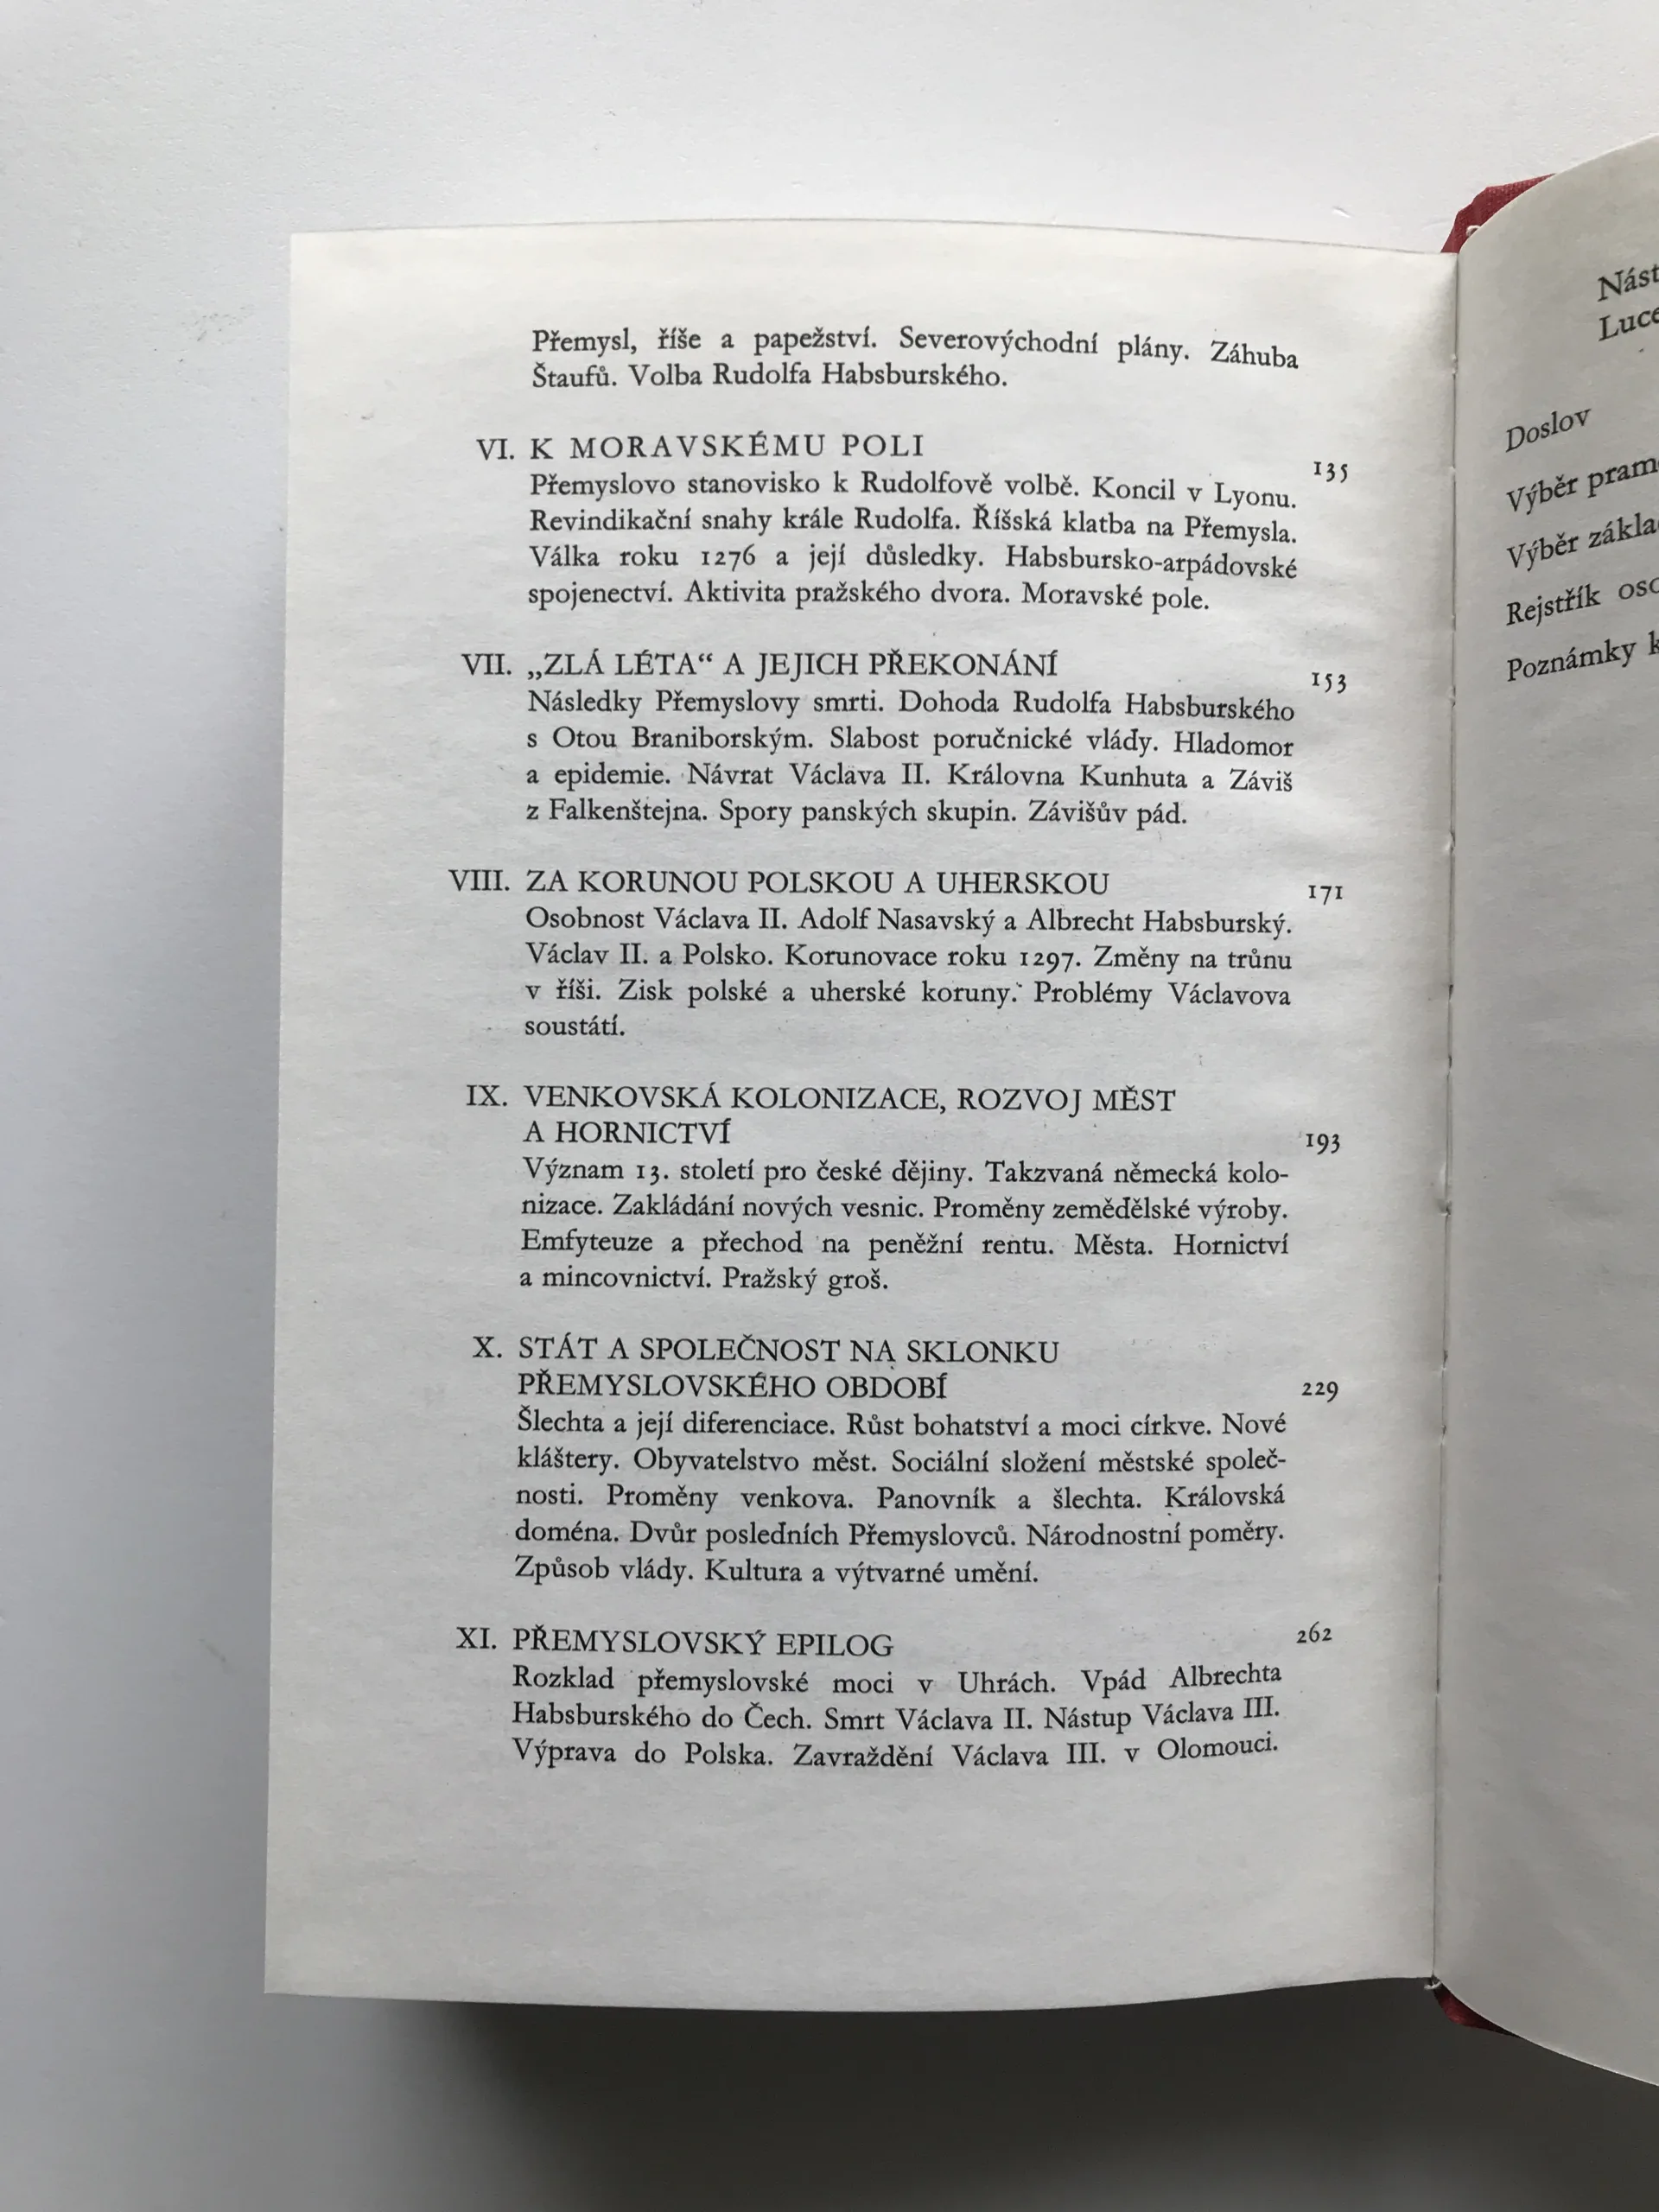 Přemysl, říše a papežství. Severovýchodní plány. Záhuba
Štaufů. Volba Rudolfa Habsburského.
VI. K MORAVSKÉMU POLI 135
Přemyslovo stanovisko k Rudolfově volbě. Koncil v Lyonu.
Revindikační snahy krále Rudolfa. Říšská klatba na Přemysla.
Válka roku 1276 a její důsledky. Habsbursko-arpádovské
spojenectví. Aktivita pražského dvora. Moravské pole.
VII. „ZLÁ LÉTA“ A JEJICH PŘEKONÁNÍ 153
Následky Přemyslovy smrti. Dohoda Rudolfa Habsburského
s Otou Braniborským. Slabost poručnické vlády. Hladomor
a epidemie. Návrat Václava II. Královna Kunhuta a Záviš
z Falkenštejna. Spory panských skupin. Závišův pád.
VIII. ZA KORUNOU POLSKOU A UHERSKOU 171
Osobnost Václava II. Adolf Nasavský a Albrecht Habsburský.
Václav II. a Polsko. Korunovace roku 1297. Změny na trůnu
v říši. Zisk polské a uherské koruny. Problémy Václavova
soustátí.
IX. VENKOVSKÁ KOLONIZACE, ROZVOJ MĚST
A HORNICTVÍ 193
Význam 13. století pro české dějiny. Takzvaná německá kolo-
nizace. Zakládání nových vesnic. Proměny zemědělské výroby.
Emfyteuze a přechod na peněžní rentu. Města. Hornictví
a mincovnictví. Pražský groš.
X. STÁT A SPOLEČNOST NA SKLONKU
PŘEMYSLOVSKÉHO OBDOBÍ 229
Šlechta a její diferenciace. Růst bohatství a moci církve. Nové
kláštery. Obyvatelstvo měst. Sociální složení městské společ-
nosti. Proměny venkova. Panovník a šlechta. Královská
doména. Dvůr posledních Přemyslovců. Národnostní poměry.
Způsob vlády. Kultura a výtvarné umění.
XI. PŘEMYSLOVSKÝ EPILOG 262
Rozklad přemyslovské moci v Uhrách. Vpád Albrechta
Habsburského do Čech. Smrt Václava II. Nástup Václava III.
Výprava do Polska. Zavraždění Václava III. v Olomouci.
Doslov
Výběr
Výběr
Rejstřík
Poznámky k